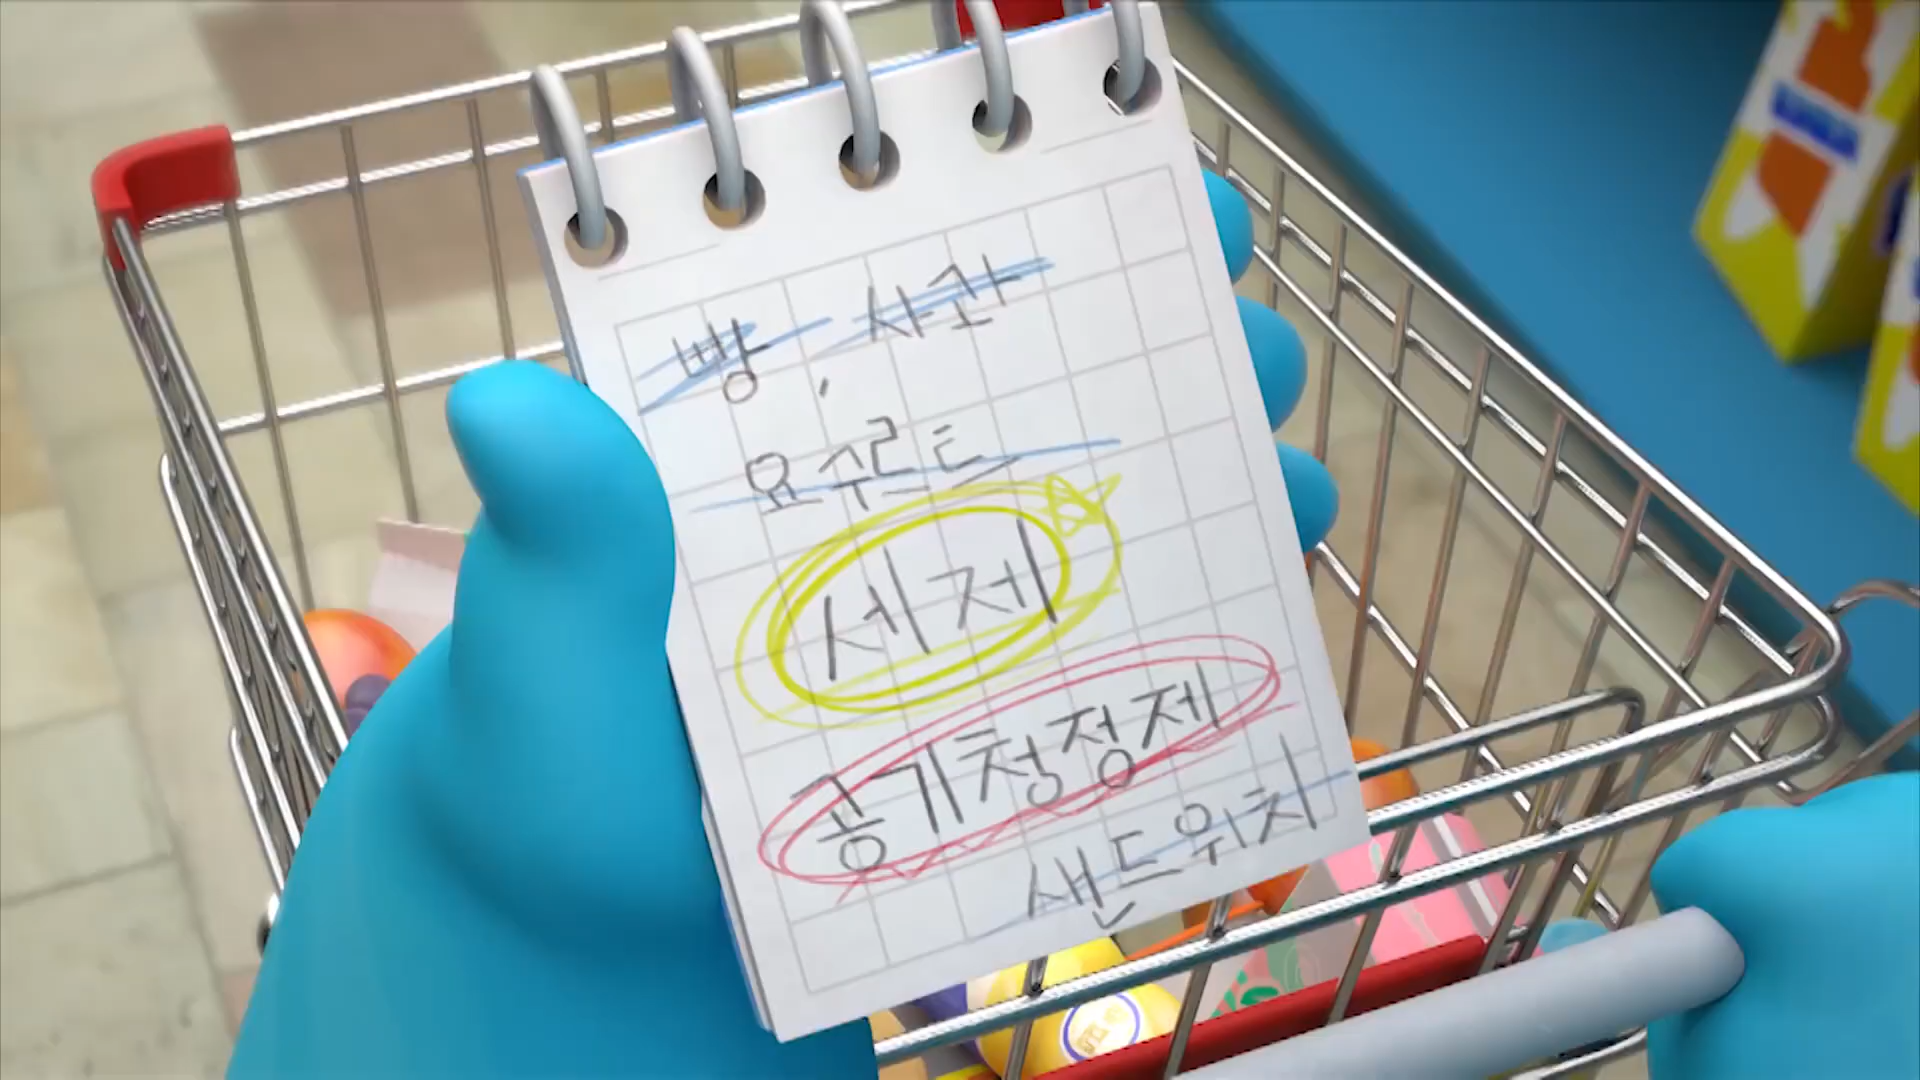 빵, 사과
요구르트
세제
공기청정제
샌드위치